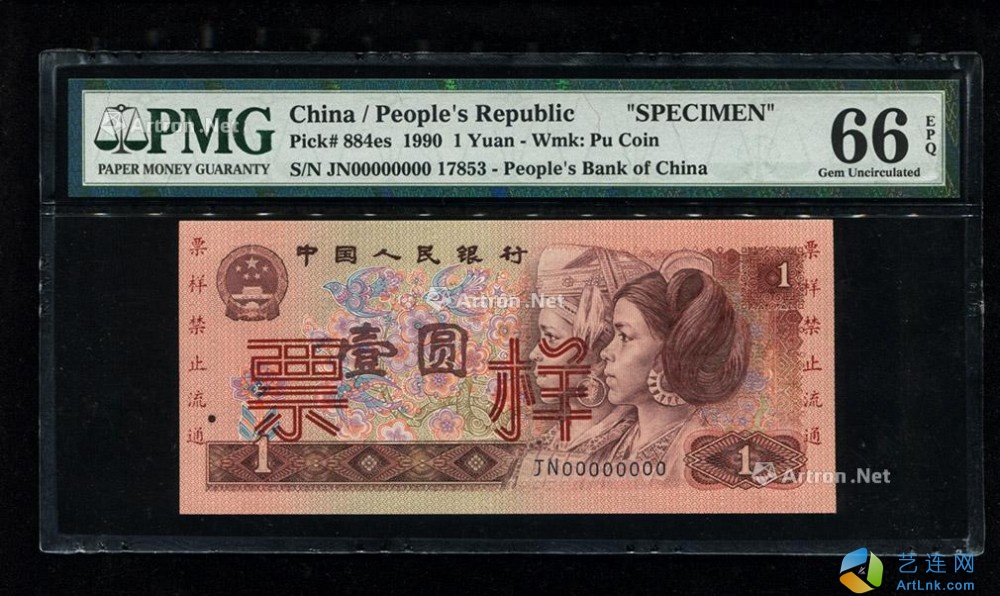 PMG
PAPER MONEY GUARANTY
China / People's Republic "SPECIMEN"
Pick# 884es 1990 1 Yuan - Wmk: Pu Coin
S/N JN00000000 17853 - People's Bank of China
66
EPQ
Gem Uncirculated
Artron.Net
中国人民银行
1
票样禁止流通
票样禁止流通
Artron.Net
壹圆
票样
1
JN00000000
1
Artron.Net
艺连网
ArtLnk.com